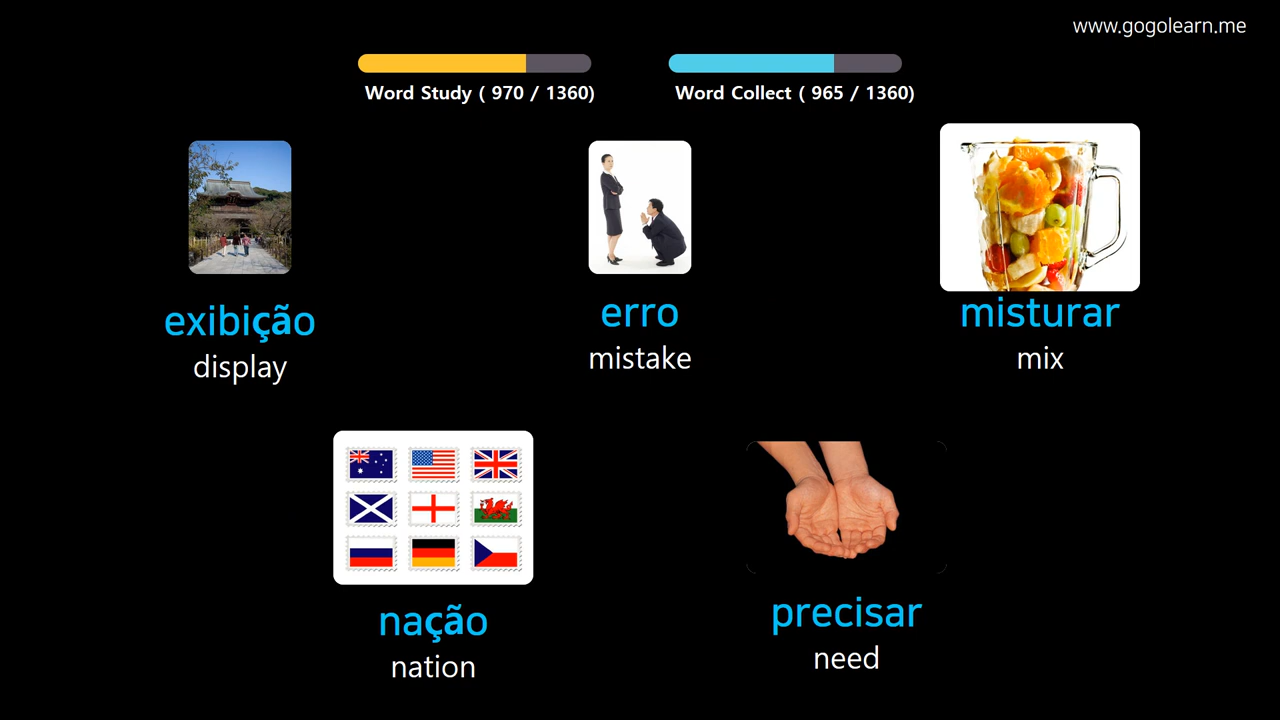 www.gogolearn.me
Word Study ( 970 / 1360)
Word Collect ( 965 / 1360)
exibição
display
erro
mistake
misturar
mix
nação
nation
precisar
need